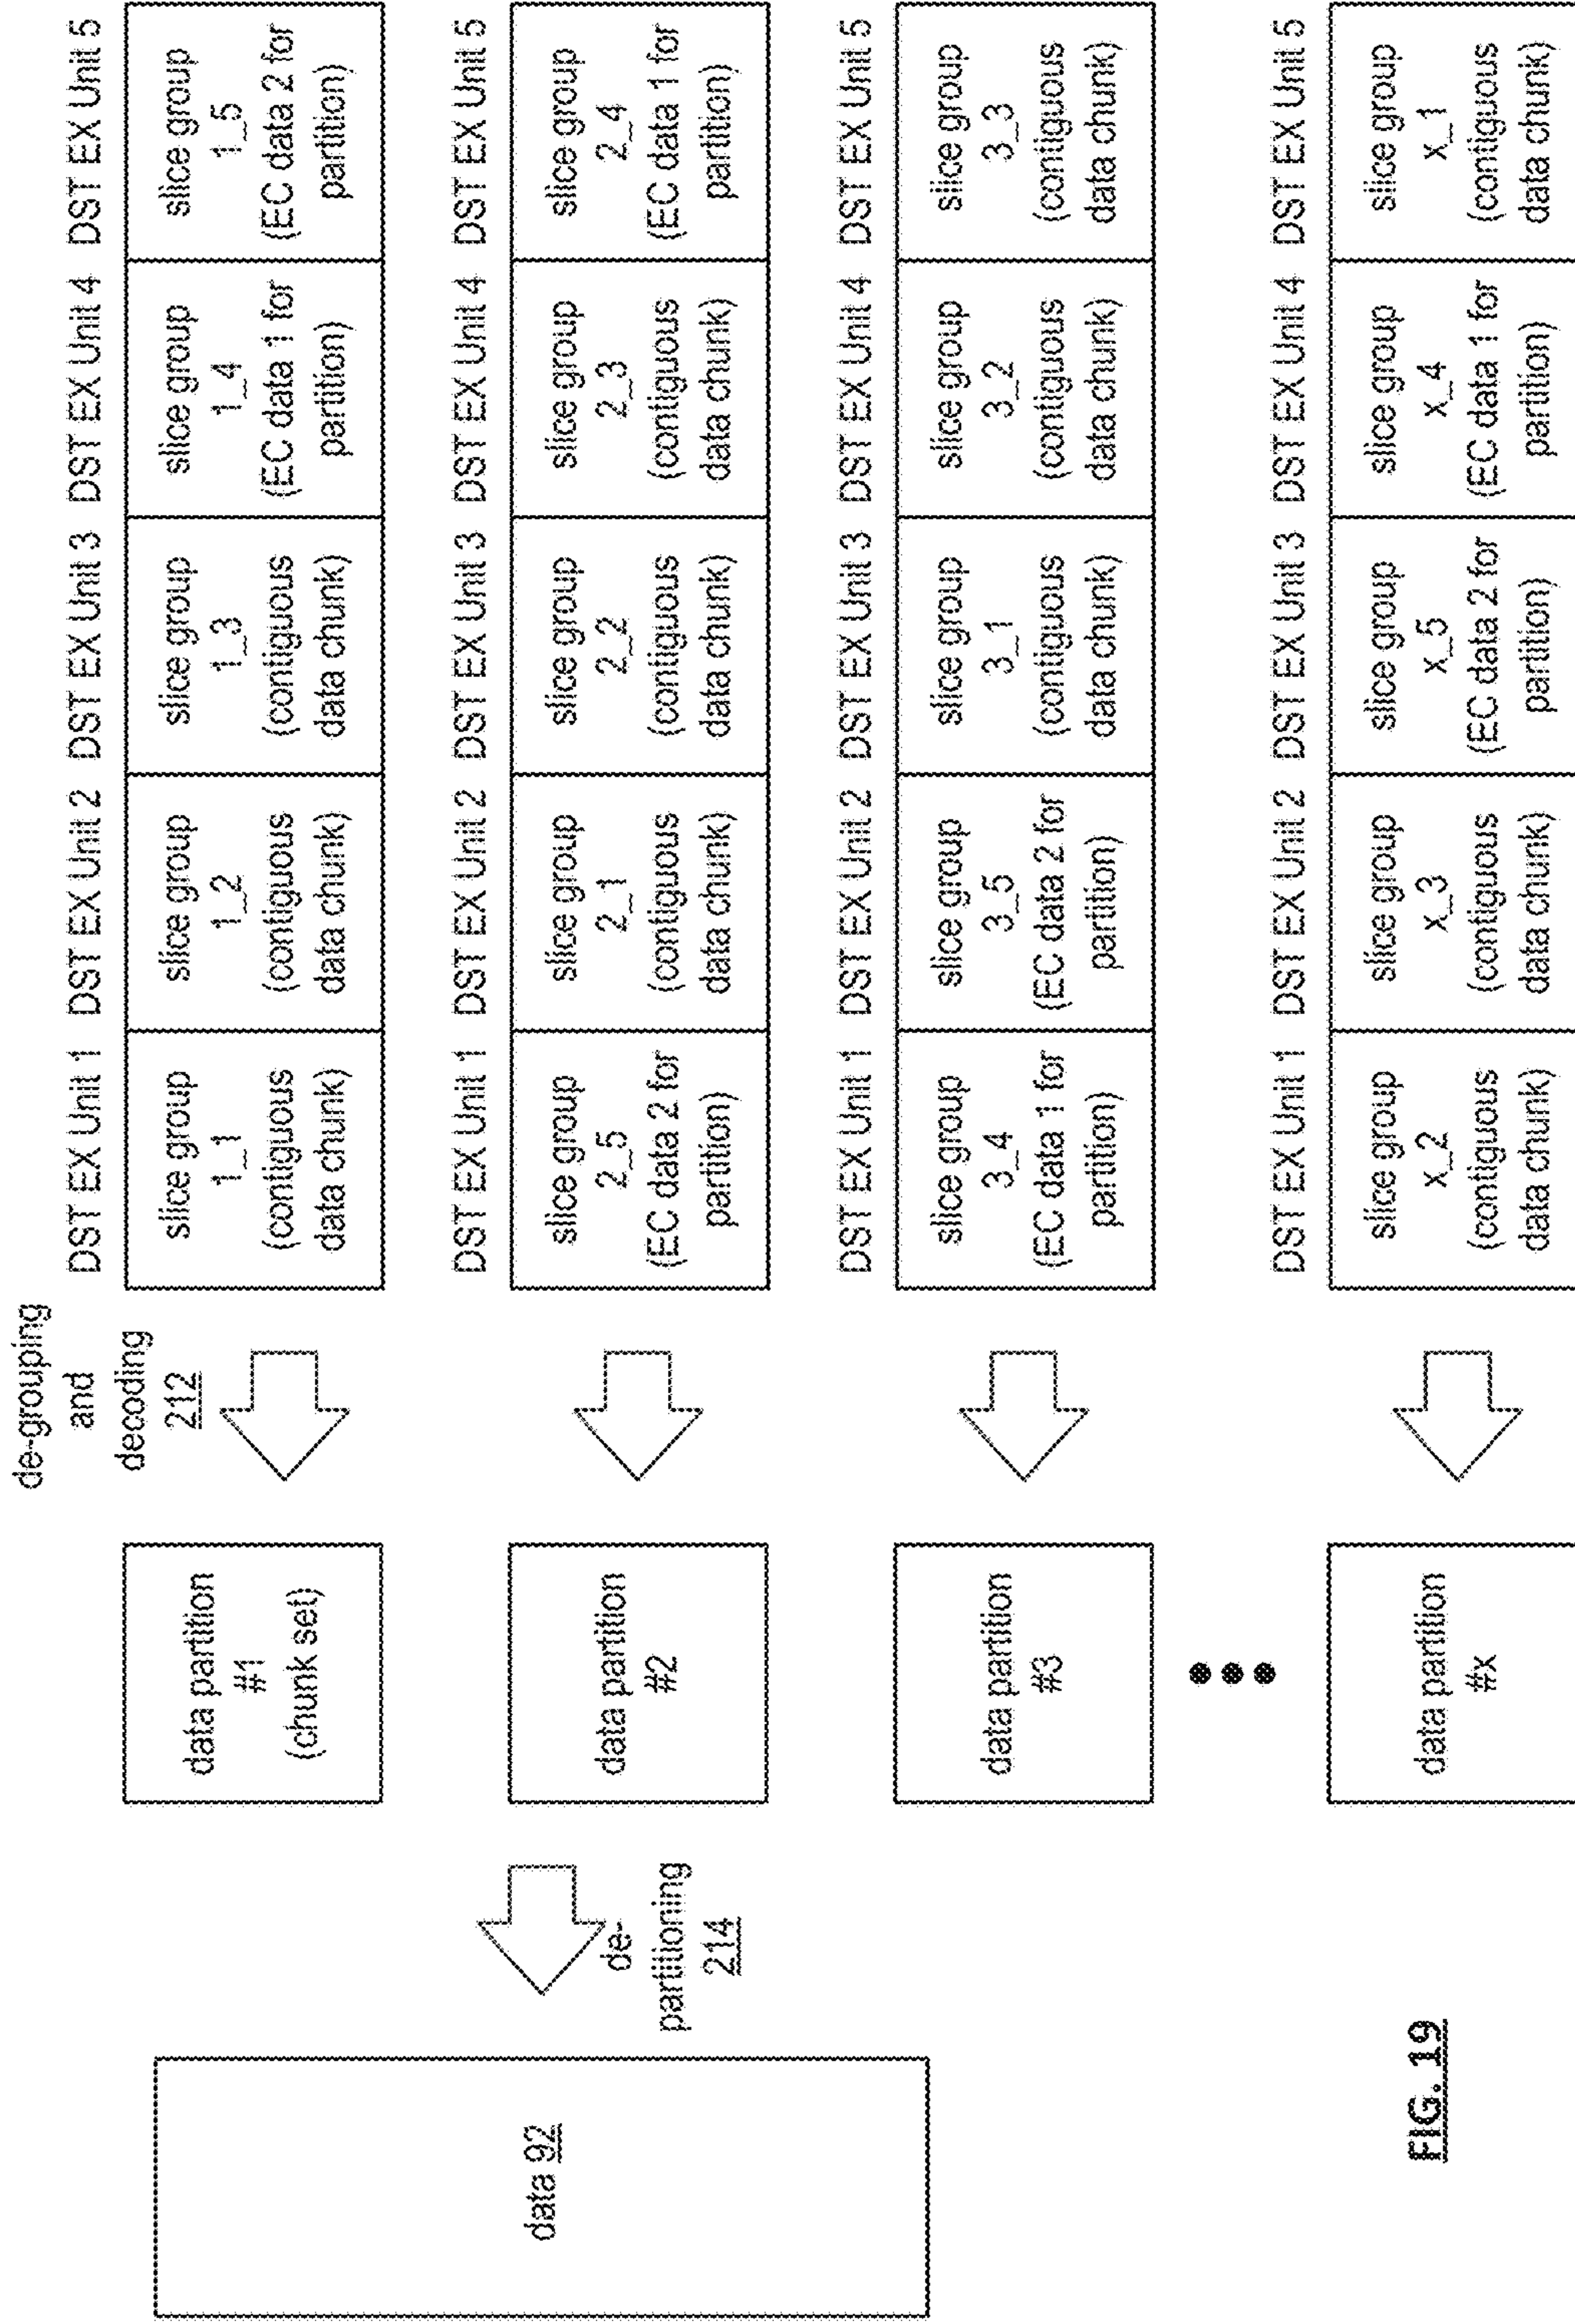 data 92
de-
partitioning
214
data partition
#1
(chunk set)
data partition
#2
data partition
#3
data partition
#x
de-grouping
and
decoding
212
DST EX Unit 1 DST EX Unit 2 DST EX Unit 3 DST EX Unit 4 DST EX Unit 5
slice group
1_1
(contiguous
data chunk)
slice group
1_2
(contiguous
data chunk)
slice group
1_3
(contiguous
data chunk)
slice group
1_4
(EC data 1 for
partition)
slice group
1_5
(EC data 2 for
partition)
DST EX Unit 1 DST EX Unit 2 DST EX Unit 3 DST EX Unit 4 DST EX Unit 5
slice group
2_5
(EC data 2 for
partition)
slice group
2_1
(contiguous
data chunk)
slice group
2_2
(contiguous
data chunk)
slice group
2_3
(contiguous
data chunk)
slice group
2_4
(EC data 1 for
partition)
DST EX Unit 1 DST EX Unit 2 DST EX Unit 3 DST EX Unit 4 DST EX Unit 5
slice group
3_4
(EC data 1 for
partition)
slice group
3_5
(EC data 2 for
partition)
slice group
3_1
(contiguous
data chunk)
slice group
3_2
(contiguous
data chunk)
slice group
3_3
(contiguous
data chunk)
DST EX Unit 1 DST EX Unit 2 DST EX Unit 3 DST EX Unit 4 DST EX Unit 5
slice group
x_2
(contiguous
data chunk)
slice group
x_3
(contiguous
data chunk)
slice group
x_5
(EC data 2 for
partition)
slice group
x_4
(EC data 1 for
partition)
slice group
x_1
(contiguous
data chunk)
FIG. 19